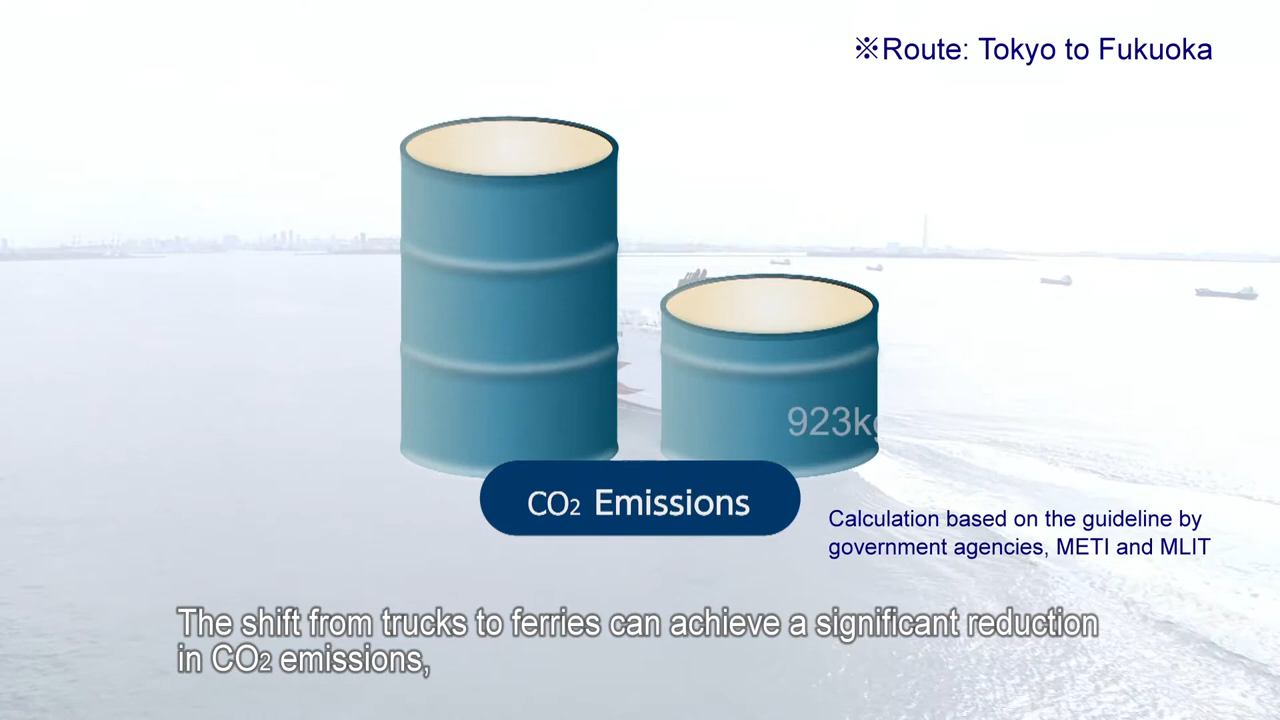 ※Route: Tokyo to Fukuoka
923kg
CO2 Emissions
Calculation based on the guideline by
government agencies, METI and MLIT
The shift from trucks to ferries can achieve a significant reduction
in CO2 emissions,